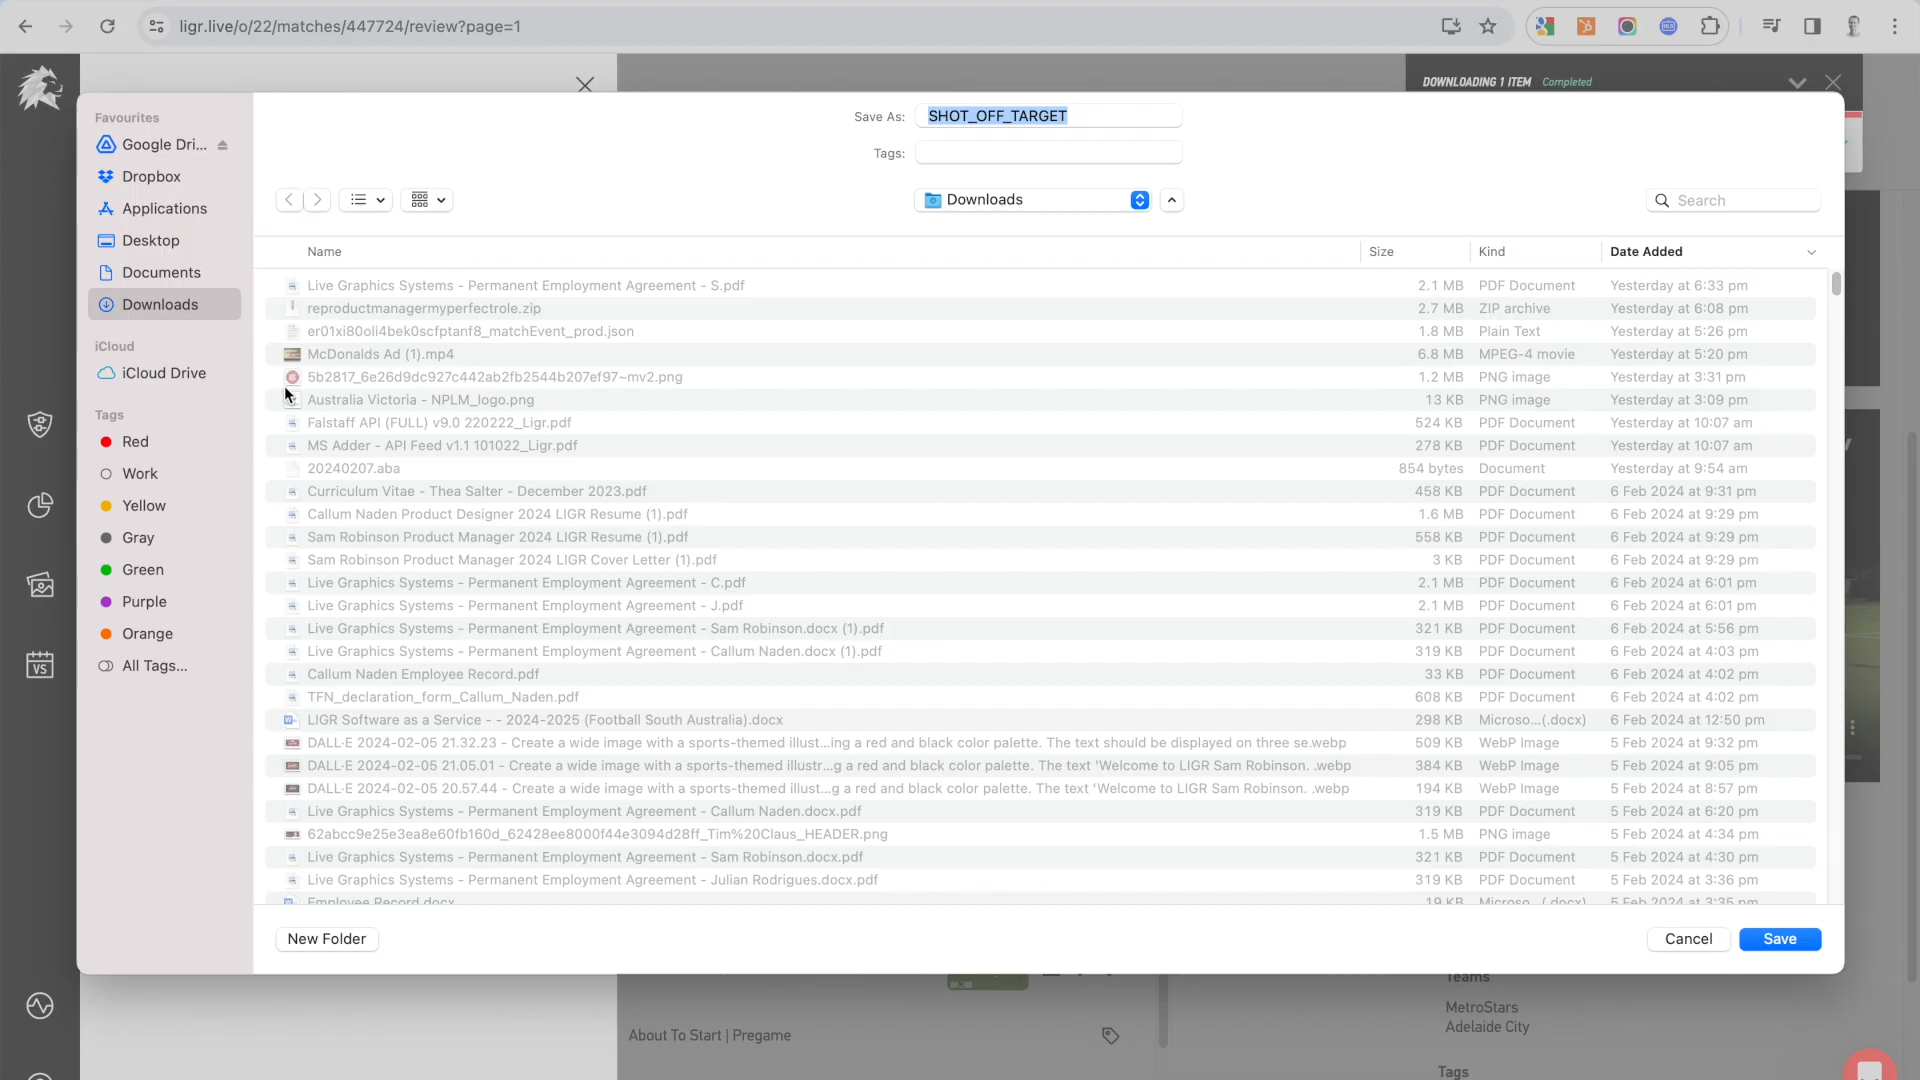 ligr.live/o/22/matches/447724/review?page=1
DOWNLOADING 1 ITEM Completed
Favourites
Google Dri...
Dropbox
Applications
Desktop
Documents
Downloads
iCloud
iCloud Drive
Tags
Red
Work
Yellow
Gray
Green
Purple
Orange
All Tags...
Save As: SHOT_OFF_TARGET
Tags:
Downloads
Search
Name Size Kind Date Added
Live Graphics Systems - Permanent Employment Agreement - S.pdf 2.1 MB PDF Document Yesterday at 6:33 pm
reproductmanagermyperfectrole.zip 2.7 MB ZIP archive Yesterday at 6:08 pm
er01xi80oli4bek0scfptanf8_matchEvent_prod.json 1.8 MB Plain Text Yesterday at 5:26 pm
McDonalds Ad (1).mp4 6.8 MB MPEG-4 movie Yesterday at 5:20 pm
5b2817_6e26d9dc927c442ab2fb2544b207ef97~mv2.png 1.2 MB PNG image Yesterday at 3:31 pm
Australia Victoria - NPLM_logo.png 13 KB PNG image Yesterday at 3:09 pm
Falstaff API (FULL) v9.0 220222_Ligr.pdf 524 KB PDF Document Yesterday at 10:07 am
MS Adder - API Feed v1.1 101022_Ligr.pdf 278 KB PDF Document Yesterday at 10:07 am
20240207.aba 854 bytes Document Yesterday at 9:54 am
Curriculum Vitae - Thea Salter - December 2023.pdf 458 KB PDF Document 6 Feb 2024 at 9:31 pm
Callum Naden Product Designer 2024 LIGR Resume (1).pdf 1.6 MB PDF Document 6 Feb 2024 at 9:29 pm
Sam Robinson Product Manager 2024 LIGR Resume (1).pdf 558 KB PDF Document 6 Feb 2024 at 9:29 pm
Sam Robinson Product Manager 2024 LIGR Cover Letter (1).pdf 3 KB PDF Document 6 Feb 2024 at 9:29 pm
Live Graphics Systems - Permanent Employment Agreement - C.pdf 2.1 MB PDF Document 6 Feb 2024 at 6:01 pm
Live Graphics Systems - Permanent Employment Agreement - J.pdf 2.1 MB PDF Document 6 Feb 2024 at 6:01 pm
Live Graphics Systems - Permanent Employment Agreement - Sam Robinson.docx (1).pdf 321 KB PDF Document 6 Feb 2024 at 5:56 pm
Live Graphics Systems - Permanent Employment Agreement - Callum Naden.docx (1).pdf 319 KB PDF Document 6 Feb 2024 at 4:03 pm
Callum Naden Employee Record.pdf 33 KB PDF Document 6 Feb 2024 at 4:02 pm
TFN_declaration_form_Callum_Naden.pdf 608 KB PDF Document 6 Feb 2024 at 4:02 pm
LIGR Software as a Service - - 2024-2025 (Football South Australia).docx 298 KB Microso...(.docx) 6 Feb 2024 at 12:50 pm
DALL·E 2024-02-05 21.32.23 - Create a wide image with a sports-themed illust...ing a red and black color palette. The text should be displayed on three se.webp 509 KB WebP Image 5 Feb 2024 at 9:32 pm
DALL·E 2024-02-05 21.05.01 - Create a wide image with a sports-themed illustr...g a red and black color palette. The text 'Welcome to LIGR Sam Robinson. .webp 384 KB WebP Image 5 Feb 2024 at 9:05 pm
DALL·E 2024-02-05 20.57.44 - Create a wide image with a sports-themed illust...g a red and black color palette. The text 'Welcome to LIGR Sam Robinson. .webp 194 KB WebP Image 5 Feb 2024 at 8:57 pm
Live Graphics Systems - Permanent Employment Agreement - Callum Naden.docx.pdf 319 KB PDF Document 5 Feb 2024 at 6:20 pm
62abcc9e25e3ea8e60fb160d_62428ee8000f44e3094d28ff_Tim%20Claus_HEADER.png 1.5 MB PNG image 5 Feb 2024 at 4:34 pm
Live Graphics Systems - Permanent Employment Agreement - Sam Robinson.docx.pdf 321 KB PDF Document 5 Feb 2024 at 4:30 pm
Live Graphics Systems - Permanent Employment Agreement - Julian Rodrigues.docx.pdf 319 KB PDF Document 5 Feb 2024 at 3:36 pm
Employee Record.docx 19 KB Microso...(.docx) 5 Feb 2024 at 3:35 pm
New Folder
Cancel
Save
VS
Teams
MetroStars
Adelaide City
About To Start | Pregame
Tags